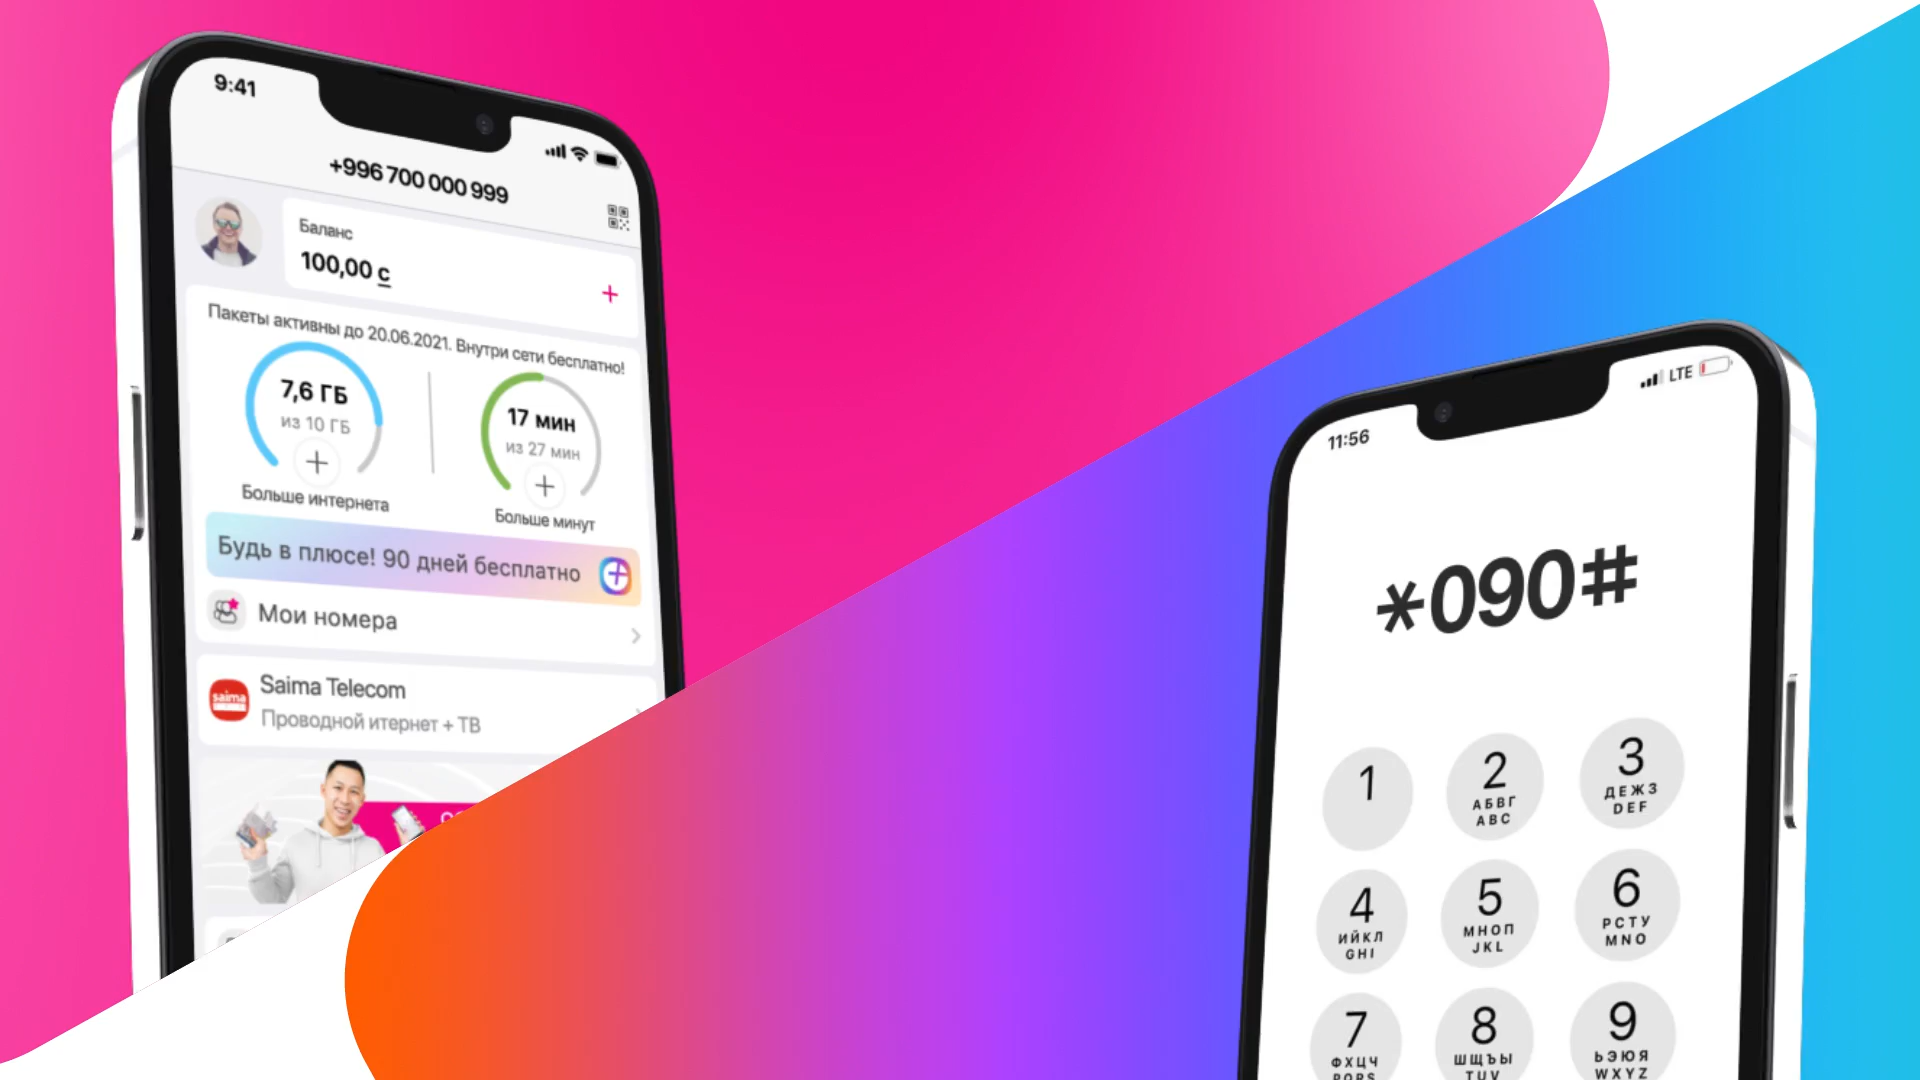 9:41
+996 700 000 999
Баланс
100,00 с
Пакеты активны до 20.06.2021. Внутри сети бесплатно!
7,6 ГБ
из 10 ГБ
Больше интернета
17 мин
из 27 мин
Больше минут
Будь в плюсе! 90 дней бесплатно
Мои номера
saima
Saima Telecom
Проводной итернет + ТВ
11:56
LTE
*090#
1
2
АБВГ
ABC
3
ДЕЖЗ
DEF
4
ИЙКЛ
GHI
5
МНОП
JKL
6
РСТУ
MNO
7
ФХЦЧ
PQRS
8
ШЩЪЫ
TUV
9
ЬЭЮЯ
WXYZ